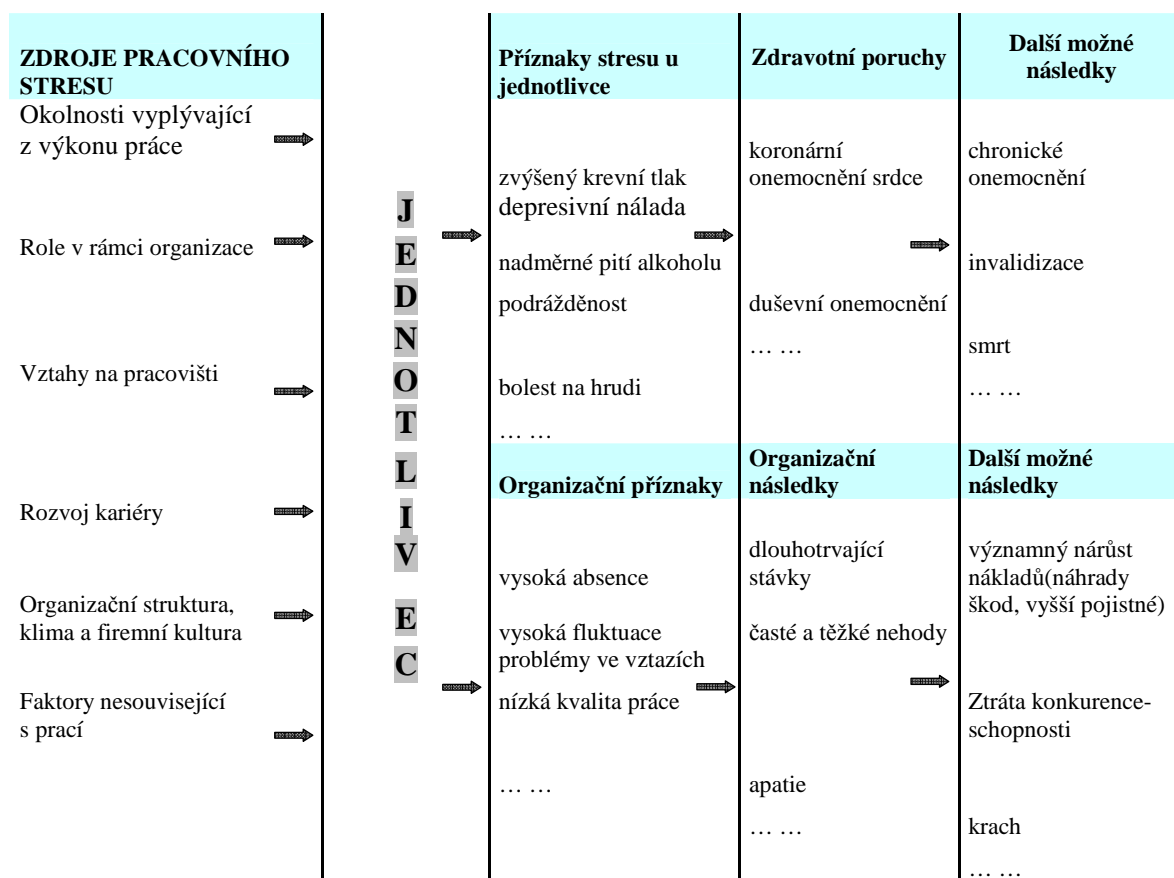 ZDROJE PRACOVNÍHO
STRESU
Okolnosti vyplývající
z výkonu práce
Role v rámci organizace
Vztahy na pracovišti
Rozvoj kariéry
Organizační struktura,
klima a firemní kultura
Faktory nesouvisející
s prací
J
E
D
N
O
T
L
I
V
E
C
Příznaky stresu u
jednotlivce
zvýšený krevní tlak
depresivní nálada
nadměrné pití alkoholu
podrážděnost
bolest na hrudi
… …
Zdravotní poruchy
koronární
onemocnění srdce
duševní onemocnění
… …
Další možné
následky
chronické
onemocnění
invalidizace
smrt
… …
Organizační příznaky
vysoká absence
vysoká fluktuace
problémy ve vztazích
nízká kvalita práce
… …
Organizační
následky
dlouhotrvající
stávky
časté a těžké nehody
apatie
… …
Další možné
následky
významný nárůst
nákladů(náhrady
škod, vyšší pojistné)
Ztráta konkurence-
schopnosti
krach
… …